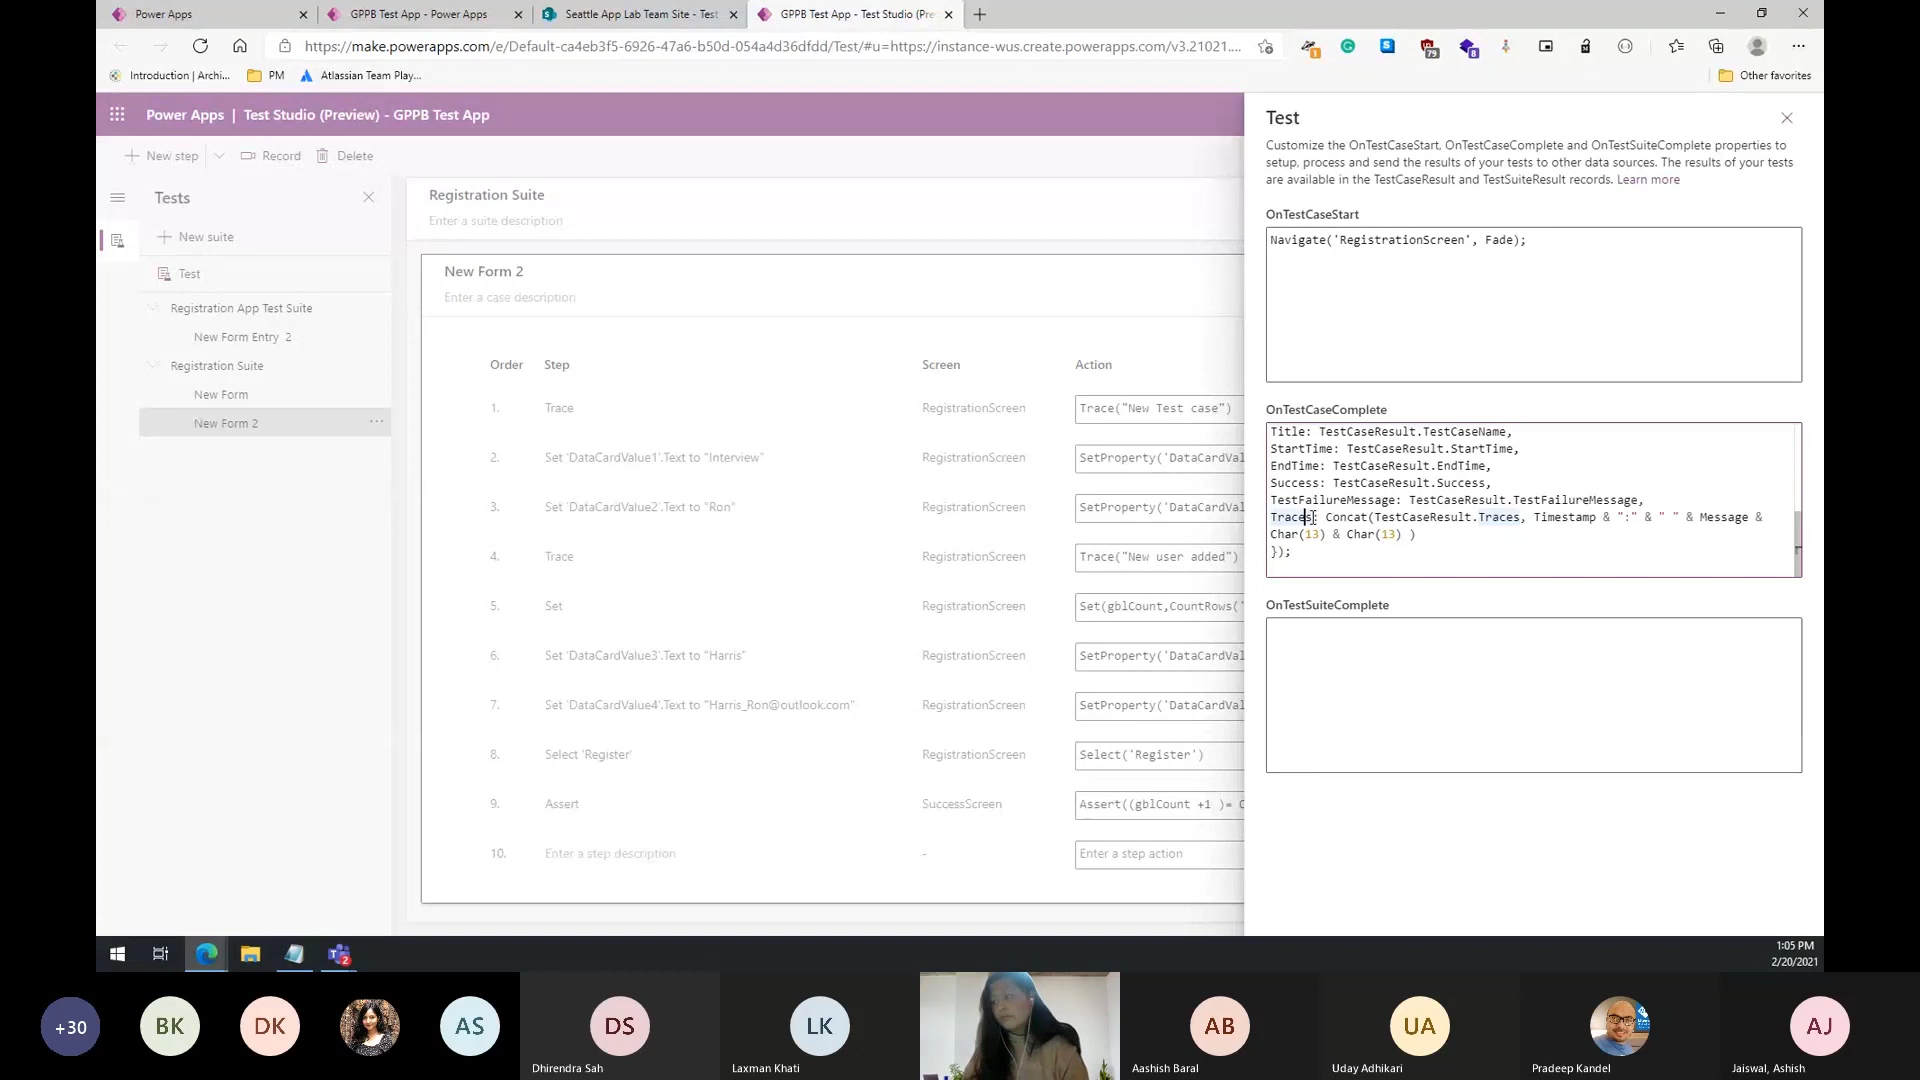 Power Apps
GPPB Test App - Power Apps
Seattle App Lab Team Site - Test
GPPB Test App - Test Studio (Pre
https://make.powerapps.com/e/Default-ca4eb3f5-6926-47a6-b50d-054a4d36dfdd/Test/#u=https://instance-wus.create.powerapps.com/v3.21021....
1
79
8
Introduction | Archi...
PM
Atlassian Team Play...
Other favorites
Power Apps | Test Studio (Preview) - GPPB Test App
New step
Record
Delete
Tests
New suite
Test
Registration App Test Suite
New Form Entry 2
Registration Suite
New Form
New Form 2
Registration Suite
Enter a suite description
New Form 2
Enter a case description
Order Step Screen Action
1. Trace RegistrationScreen Trace("New Test case")
2. Set 'DataCardValue1'.Text to "Interview" RegistrationScreen SetProperty('DataCardVal
3. Set 'DataCardValue2'.Text to "Ron" RegistrationScreen SetProperty('DataCardVal
4. Trace RegistrationScreen Trace("New user added")
5. Set RegistrationScreen Set(gblCount,CountRows('
6. Set 'DataCardValue3'.Text to "Harris" RegistrationScreen SetProperty('DataCardVal
7. Set 'DataCardValue4'.Text to "Harris_Ron@outlook.com" RegistrationScreen SetProperty('DataCardVal
8. Select 'Register' RegistrationScreen Select('Register')
9. Assert SuccessScreen Assert((gblCount +1 )= C
10. Enter a step description - Enter a step action
Test
Customize the OnTestCaseStart, OnTestCaseComplete and OnTestSuiteComplete properties to
setup, process and send the results of your tests to other data sources. The results of your tests
are available in the TestCaseResult and TestSuiteResult records. Learn more
OnTestCaseStart
Navigate('RegistrationScreen', Fade);
OnTestCaseComplete
Title: TestCaseResult.TestCaseName,
StartTime: TestCaseResult.StartTime,
EndTime: TestCaseResult.EndTime,
Success: TestCaseResult.Success,
TestFailureMessage: TestCaseResult.TestFailureMessage,
Traces: Concat(TestCaseResult.Traces, Timestamp & ":" & " " & Message &
Char(13) & Char(13) )
});
OnTestSuiteComplete
2
1:05 PM
2/20/2021
+30
BK
DK
AS
DS
Dhirendra Sah
LK
Laxman Khati
AB
Aashish Baral
UA
Uday Adhikari
Pradeep Kandel
AJ
Jaiswal, Ashish